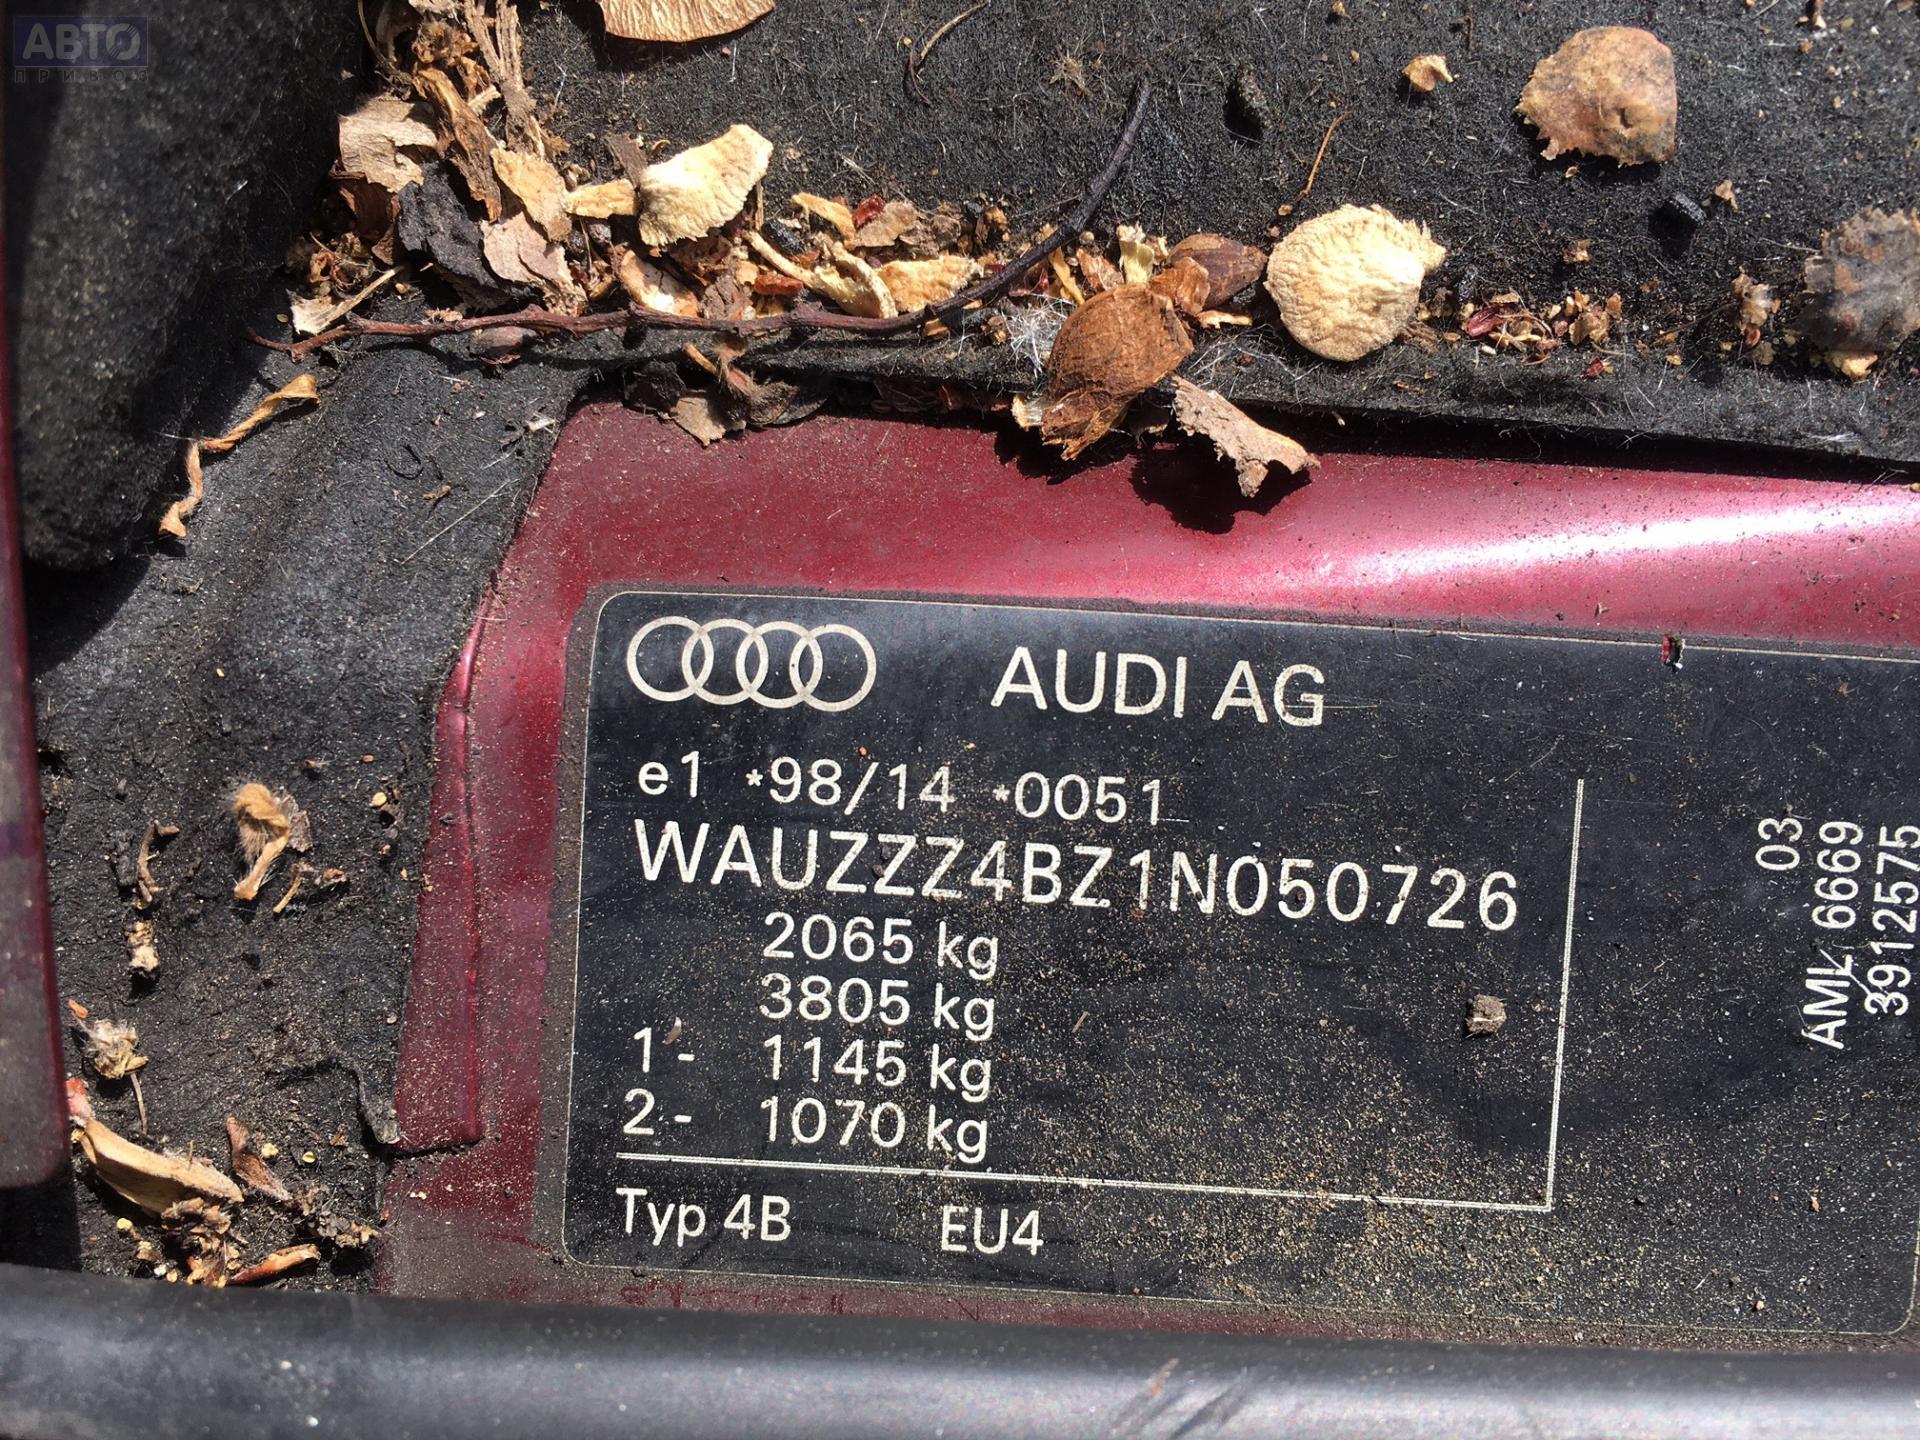 АВТО
ПРИВОЗ
AUDI AG
e1 *98/14 *0051
WAUZZZ4BZ1N050726
2065 kg
3805 kg
1- 1145 kg
2- 1070 kg
Typ 4B EU4
03
AML 6669
3912575